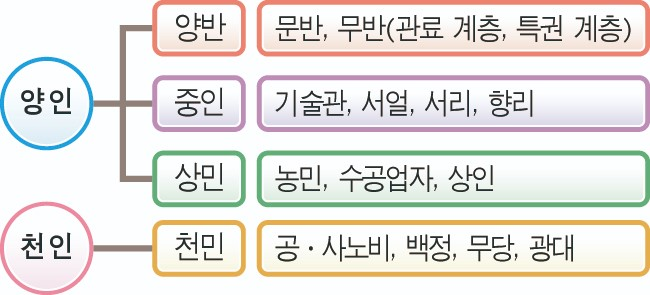 양반 문반, 무반(관료 계층, 특권 계층)
양인
중인 기술관, 서얼, 서리, 향리
상민 농민, 수공업자, 상인
천인
천민 공·사노비, 백정, 무당, 광대